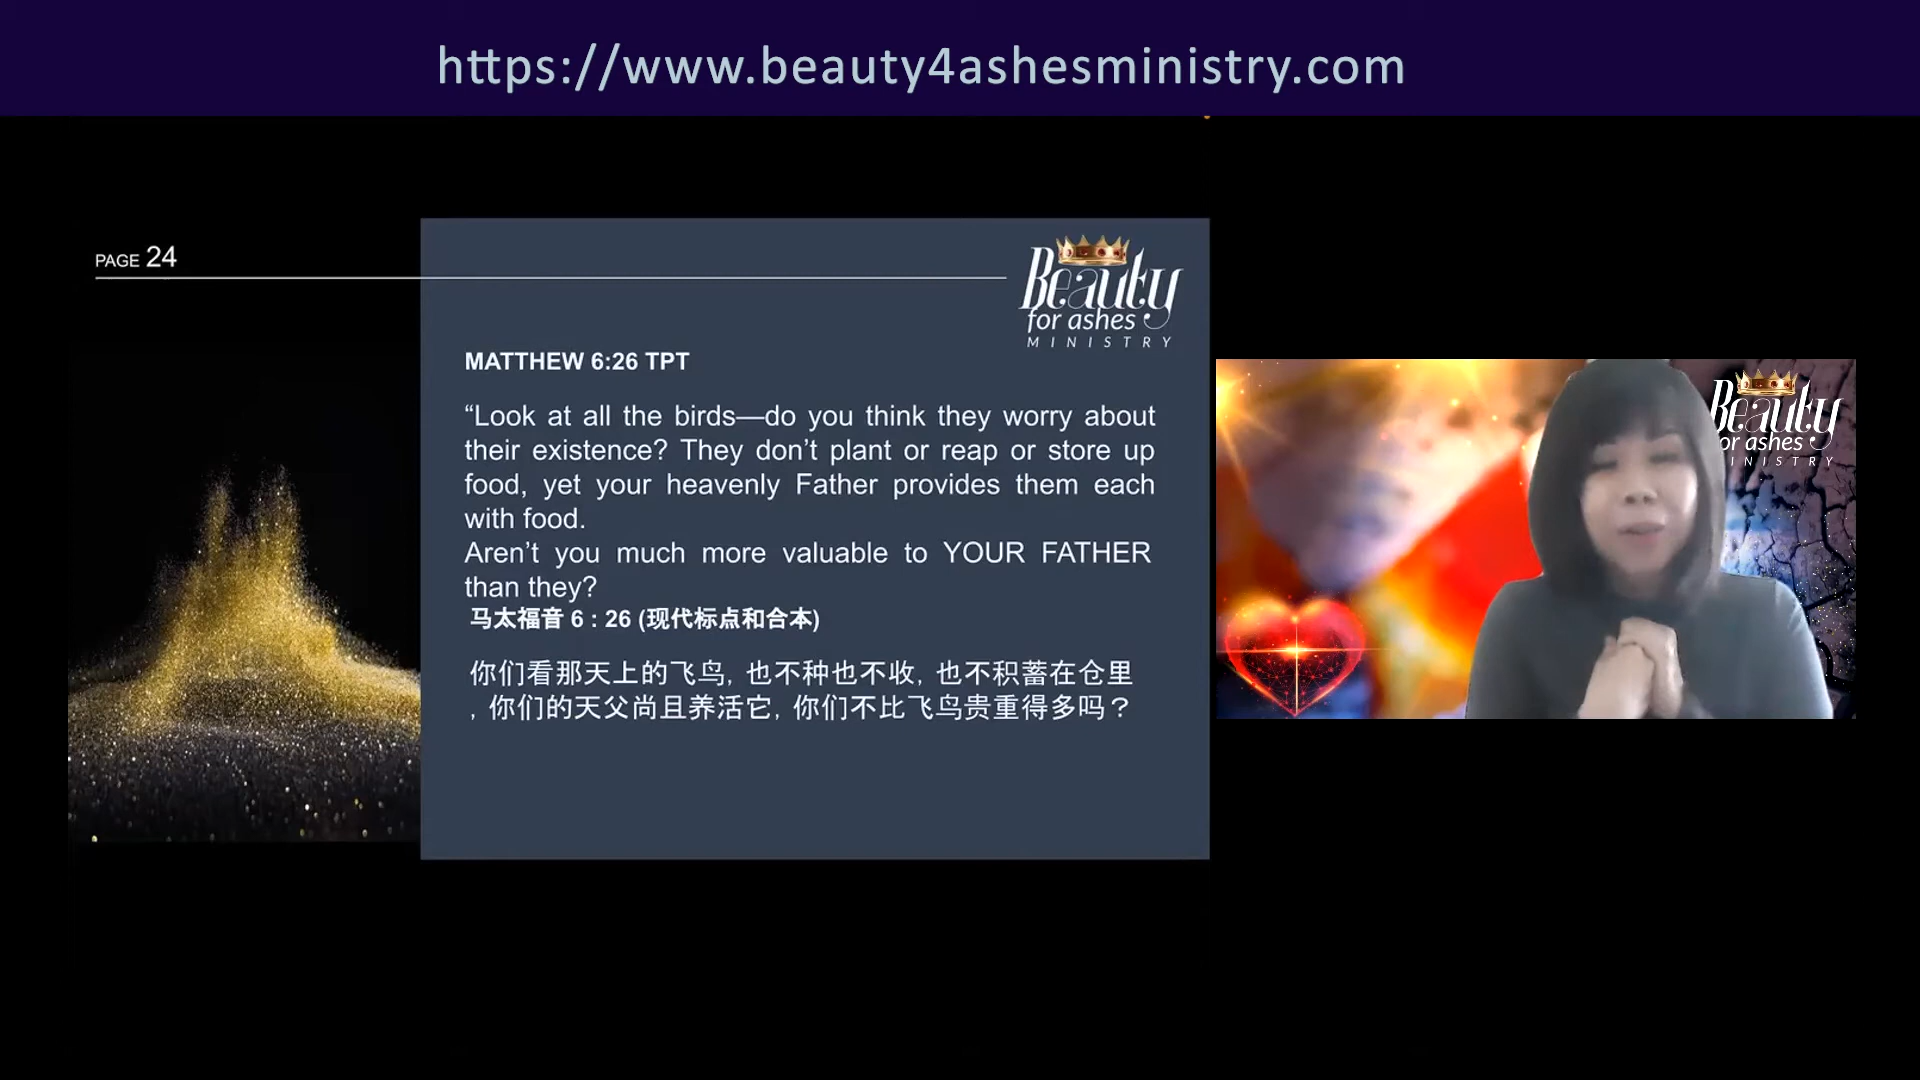 https://www.beauty4ashesministry.com
PAGE 24
Beauty
for ashes
MINISTRY
MATTHEW 6:26 TPT
“Look at all the birds—do you think they worry about
their existence? They don’t plant or reap or store up
food, yet your heavenly Father provides them each
with food.
Aren’t you much more valuable to YOUR FATHER
than they?
马太福音 6 : 26 (现代标点和合本)
你们看那天上的飞鸟, 也不种也不收, 也不积蓄在仓里
, 你们的天父尚且养活它, 你们不比飞鸟贵重得多吗？
Beauty
or ashes
INISTRY